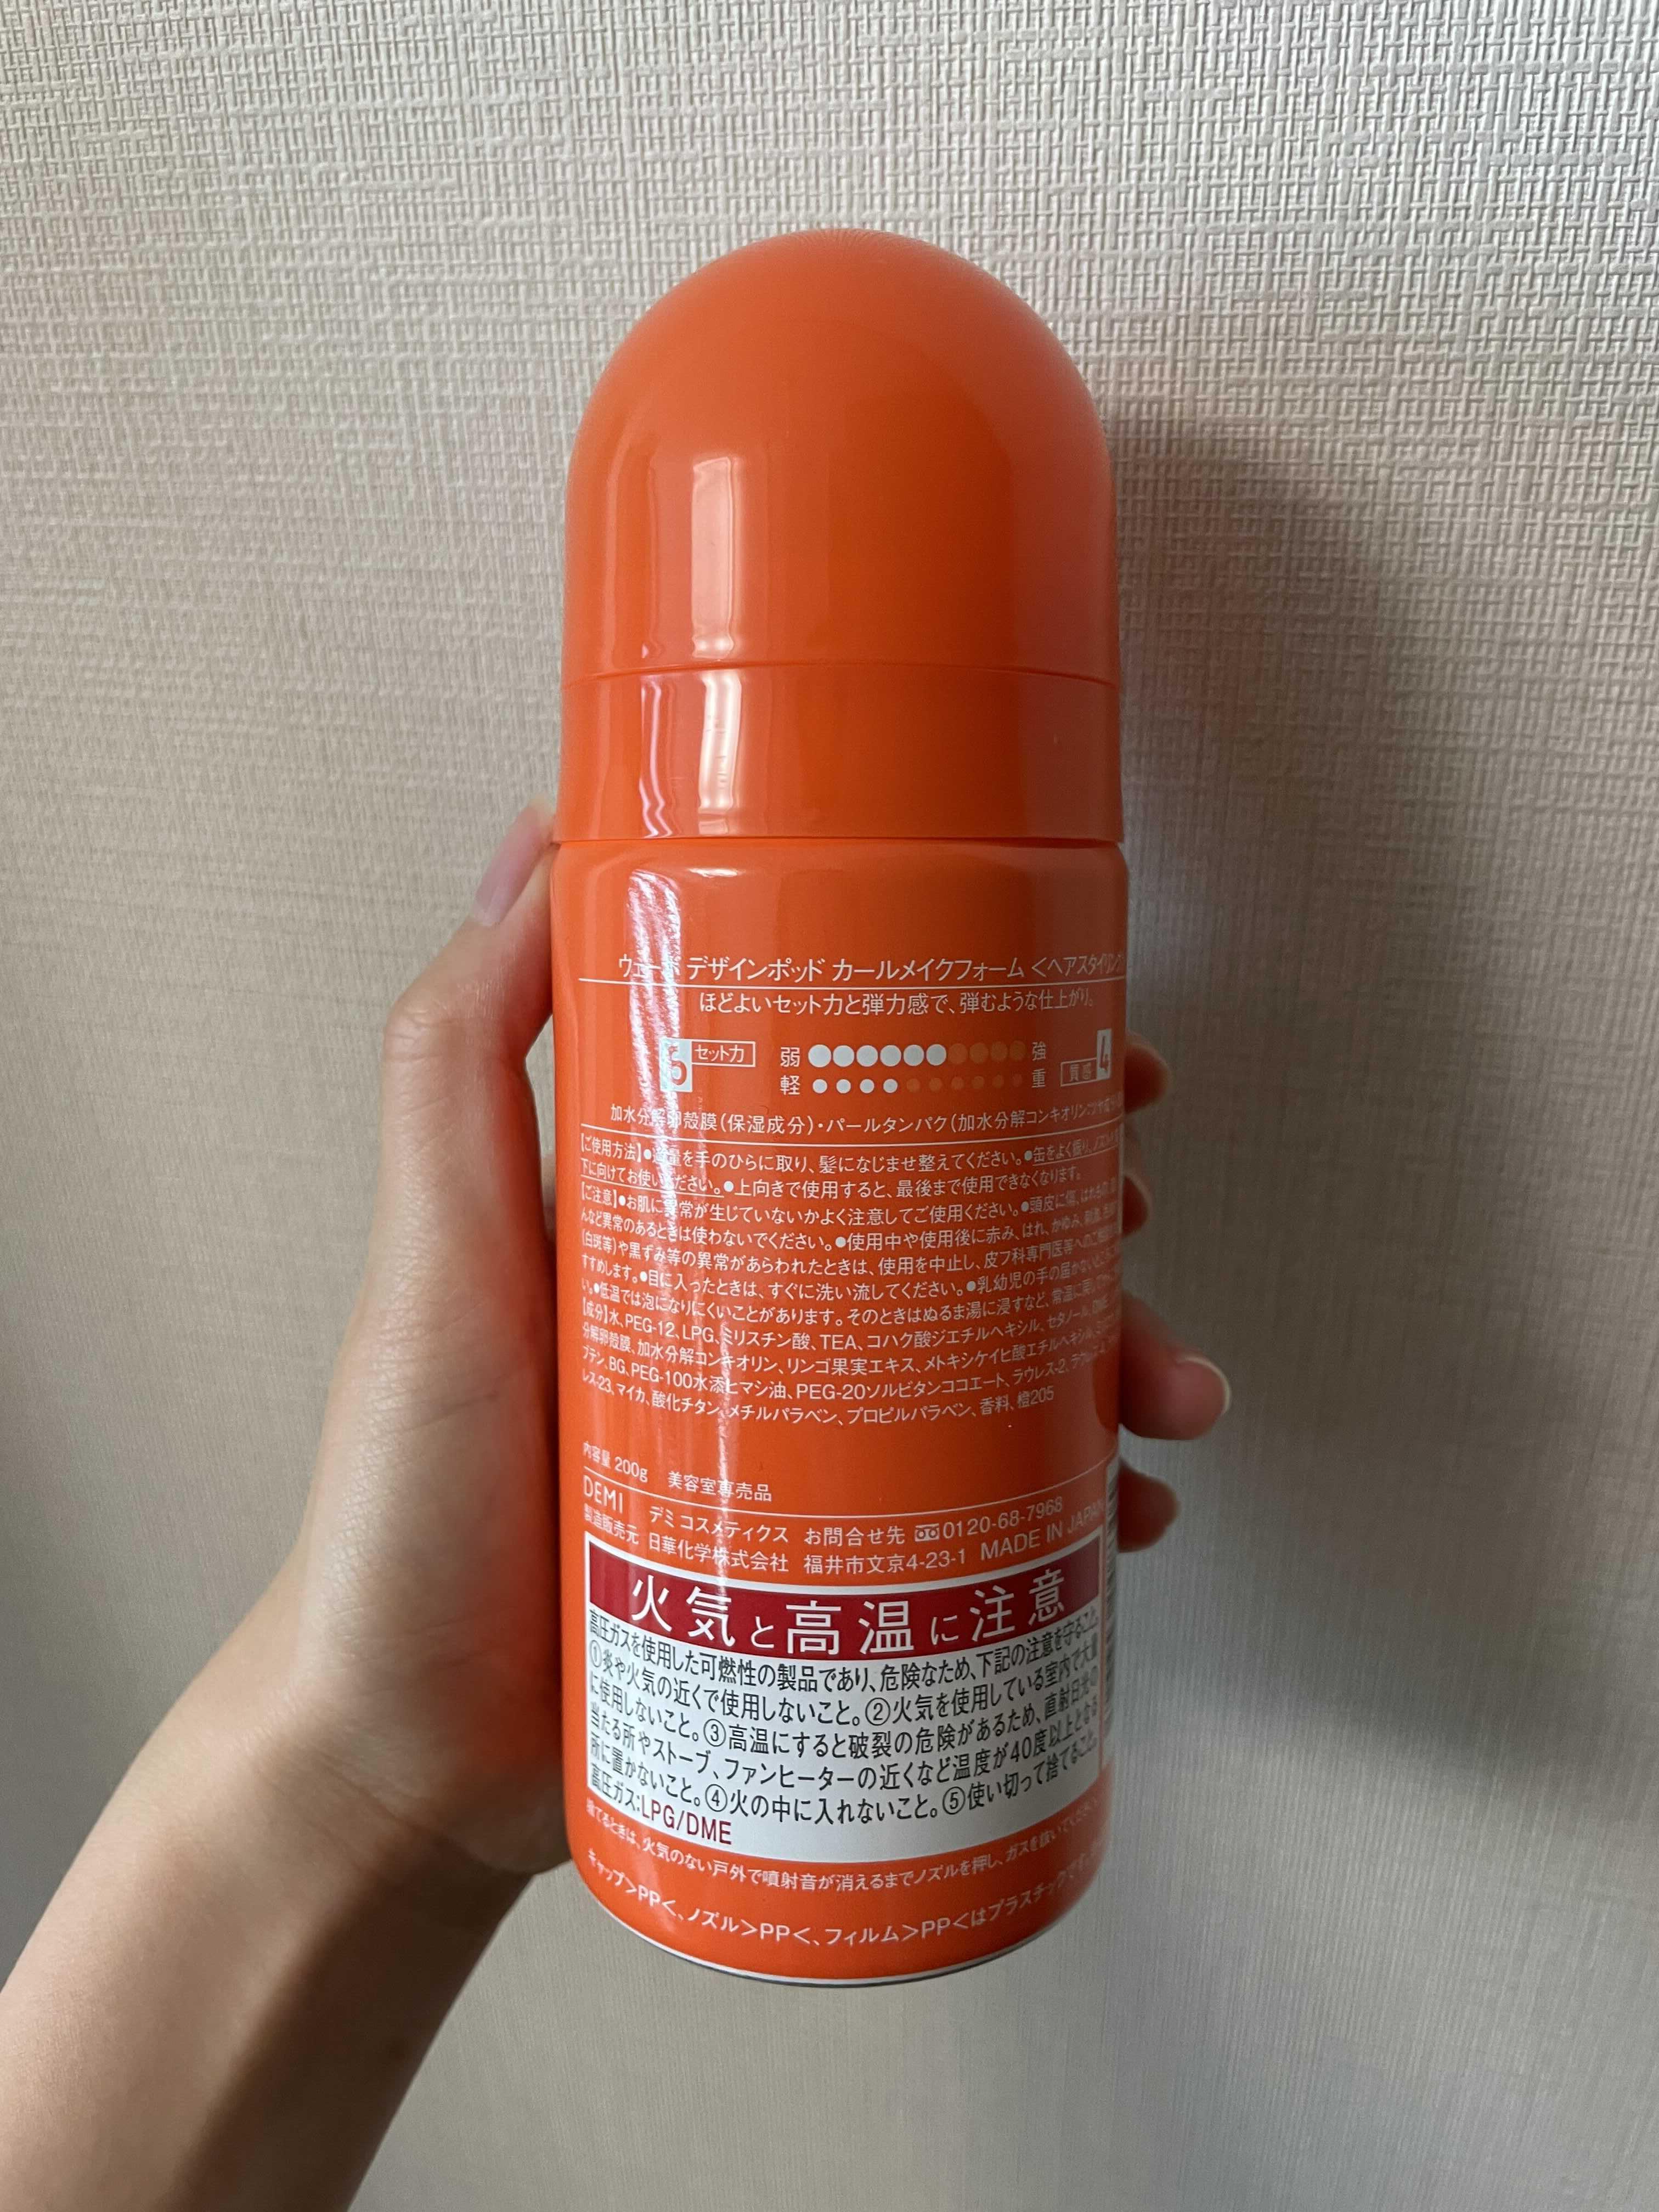 ウェーボ デザインポッド カールメイクフォーム <ヘアスタイリング
ほどよいセット力と弾力感で、弾むような仕上がり。
6 セット力 弱 強
軽 重 質感 4
加水分解卵殻膜(保湿成分)・パールタンパク(加水分解コンキオリン:ツヤ成分
【ご使用方法】●適量を手のひらに取り、髪になじませ整えてください。●缶をよく振り、ノズルを
下に向けてお使いください。●上向きで使用すると、最後まで使用できなくなります。
【ご注意】●お肌に異常が生じていないかよく注意してご使用ください。●頭皮に傷、はれもの、
んなど異常のあるときは使わないでください。●使用中や使用後に赤み、はれ、かゆみ、刺激、
(白斑等)や黒ずみ等の異常があらわれたときは、使用を中止し、皮フ科専門医等へのご相談
すすめします。●目に入ったときは、すぐに洗い流してください。●乳幼児の手の届かないところに
い。●低温では泡になりにくいことがあります。そのときはぬるま湯に浸すなど、常温に戻して
【成分】水、PEG-12、LPG、ミリスチン酸、TEA、コハク酸ジエチルヘキシル、セタノール、DME、
分解卵殻膜、加水分解コンキオリン、リンゴ果実エキス、メトキシケイヒ酸エチルヘキシル、
プテン、BG、PEG-100水添ヒマシ油、PEG-20ソルビタンココエート、ラウレス-2、
レス-23、マイカ、酸化チタン、メチルパラベン、プロピルパラベン、香料、橙205
内容量 200g 美容室専売品
DEMI デミ コスメティクス お問合せ先 0120-68-7968
製造販売元 日華化学株式会社 福井市文京4-23-1 MADE IN JAPAN
火気と高温に注意
高圧ガスを使用した可燃性の製品であり、危険なため、下記の注意を守ること。
①炎や火気の近くで使用しないこと。②火気を使用している室内で大量
に使用しないこと。③高温にすると破裂の危険があるため、直射日光の
当たる所やストーブ、ファンヒーターの近くなど温度が40度以上となる
所に置かないこと。④火の中に入れないこと。⑤使い切って捨てること。
高圧ガス:LPG/DME
捨てるときは、火気のない戸外で噴射音が消えるまでノズルを押し、ガスを抜いてください
キャップ>PP<、ノズル>PP<、フィルム>PP<はプラスチックです。